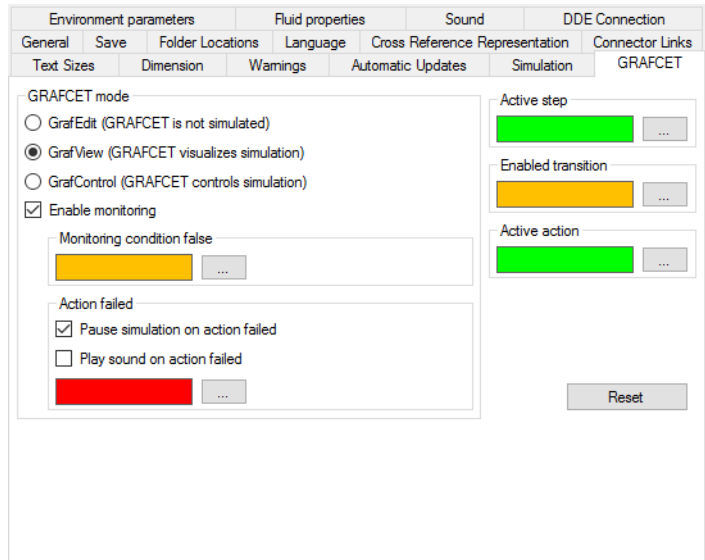 Environment parameters Fluid properties Sound DDE Connection
General Save Folder Locations Language Cross Reference Representation Connector Links
Text Sizes Dimension Warnings Automatic Updates Simulation GRAFCET
GRAFCET mode
GrafEdit (GRAFCET is not simulated)
GrafView (GRAFCET visualizes simulation)
GrafControl (GRAFCET controls simulation)
Enable monitoring
Monitoring condition false
...
Action failed
Pause simulation on action failed
Play sound on action failed
...
Active step
...
Enabled transition
...
Active action
...
Reset